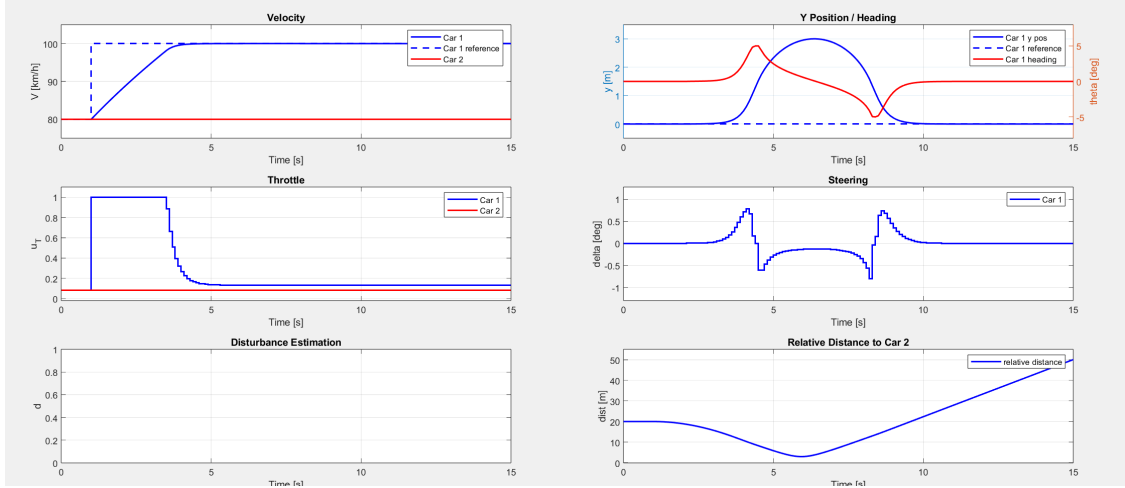 Velocity
100
90
80
V [km/h]
Car 1
Car 1 reference
Car 2
0
5
10
15
Time [s]
Y Position / Heading
3
2
1
0
y [m]
Car 1 y pos
Car 1 reference
Car 1 heading
5
0
-5
theta [deg]
0
5
10
15
Time [s]
Throttle
1
0.8
0.6
0.4
0.2
0
u_T
Car 1
Car 2
0
5
10
15
Time [s]
Steering
1
0.5
0
-0.5
-1
delta [deg]
Car 1
0
5
10
15
Time [s]
Disturbance Estimation
1
0.8
0.6
0.4
0.2
0
d
0
5
10
15
Time [s]
Relative Distance to Car 2
50
40
30
20
10
0
dist [m]
relative distance
0
5
10
15
Time [s]